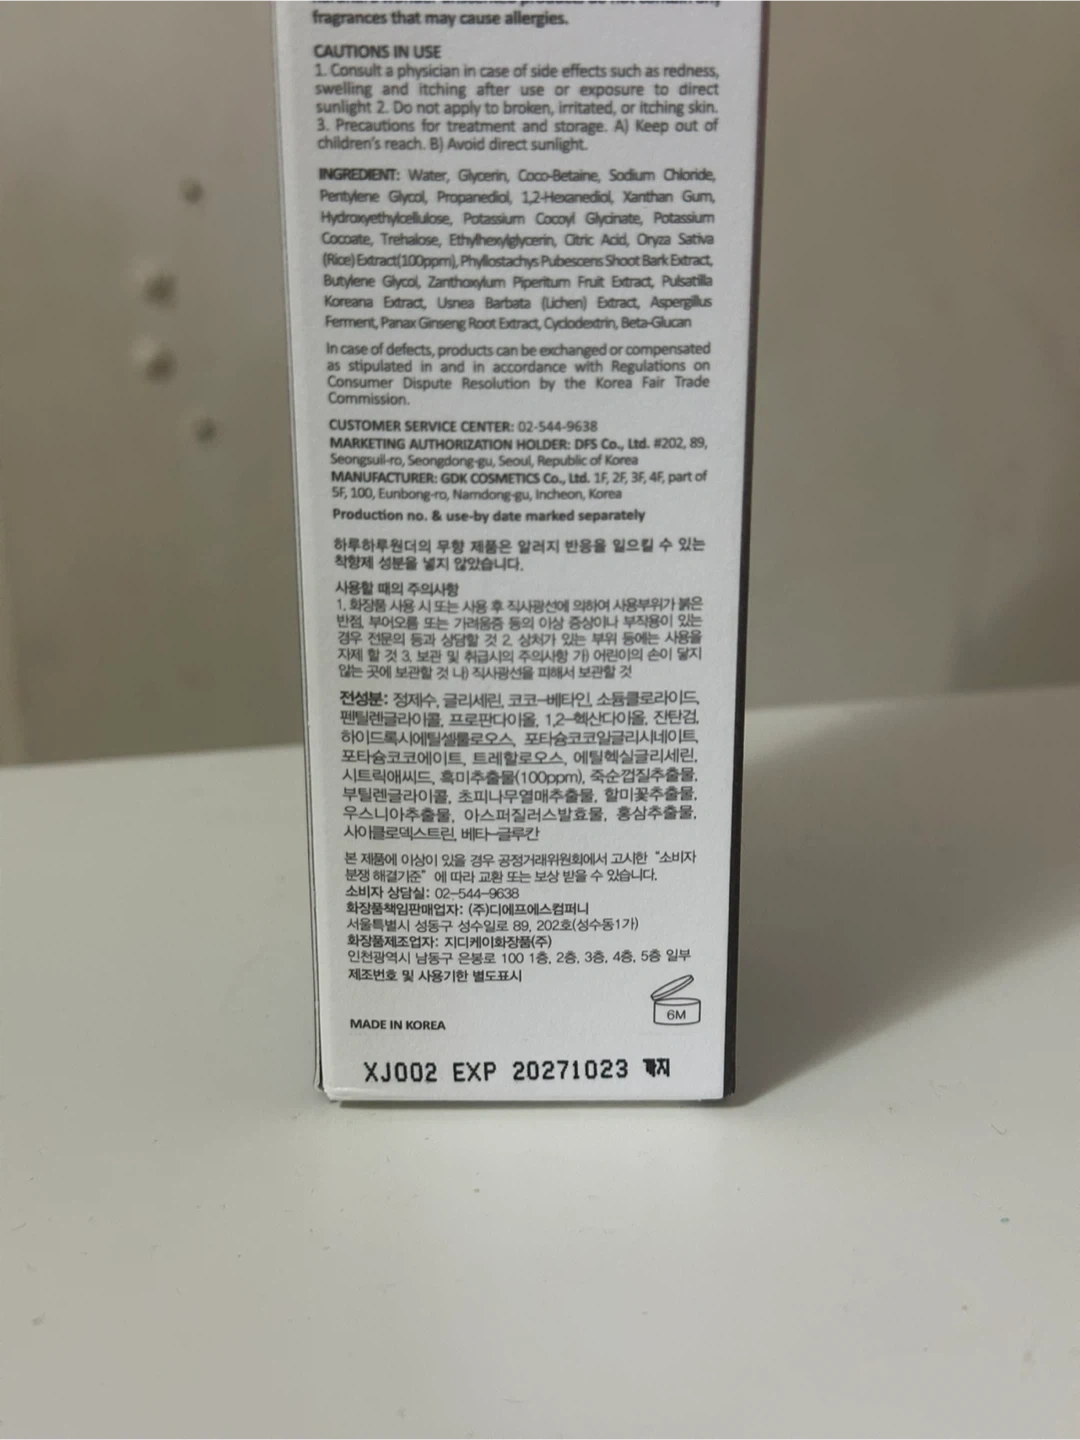 fragrances that may cause allergies.
CAUTIONS IN USE
1. Consult a physician in case of side effects such as redness,
swelling and itching after use or exposure to direct
sunlight 2. Do not apply to broken, irritated, or itching skin.
3. Precautions for treatment and storage. A) Keep out of
children's reach. B) Avoid direct sunlight.
INGREDIENT: Water, Glycerin, Coco-Betaine, Sodium Chloride,
Pentylene Glycol, Propanediol, 1,2-Hexanediol, Xanthan Gum,
Hydroxyethylcellulose, Potassium Cocoyl Glycinate, Potassium
Cocoate, Trehalose, Ethylhexylglycerin, Citric Acid, Oryza Sativa
(Rice) Extract(100ppm), Phyllostachys Pubescens Shoot Bark Extract,
Butylene Glycol, Zanthoxylum Piperitum Fruit Extract, Pulsatilla
Koreana Extract, Usnea Barbata (Lichen) Extract, Aspergillus
Ferment, Panax Ginseng Root Extract, Cyclodextrin, Beta-Glucan
In case of defects, products can be exchanged or compensated
as stipulated in and in accordance with Regulations on
Consumer Dispute Resolution by the Korea Fair Trade
Commission.
CUSTOMER SERVICE CENTER: 02-544-9638
MARKETING AUTHORIZATION HOLDER: DFS Co., Ltd. #202, 89,
Seongsuil-ro, Seongdong-gu, Seoul, Republic of Korea
MANUFACTURER: GDK COSMETICS Co., Ltd. 1F, 2F, 3F, 4F, part of
5F, 100, Eunbong-ro, Namdong-gu, Incheon, Korea
Production no. & use-by date marked separately
하루하루원더의 무향 제품은 알러지 반응을 일으킬 수 있는
착향제 성분을 넣지 않았습니다.
사용할 때의 주의사항
1. 화장품 사용 시 또는 사용 후 직사광선에 의하여 사용부위가 붉은
반점, 부어오름 또는 가려움증 등의 이상 증상이나 부작용이 있는
경우 전문의 등과 상담할 것 2. 상처가 있는 부위 등에는 사용을
자제 할 것 3. 보관 및 취급시의 주의사항 가) 어린이의 손이 닿지
않는 곳에 보관할 것 나) 직사광선을 피해서 보관할 것
전성분: 정제수, 글리세린, 코코-베타인, 소듐클로라이드,
펜틸렌글라이콜, 프로판다이올, 1,2-헥산다이올, 잔탄검,
하이드록시에틸셀룰로오스, 포타슘코코일글리시네이트,
포타슘코코에이트, 트레할로오스, 에틸헥실글리세린,
시트릭애씨드, 흑미추출물(100ppm), 죽순껍질추출물,
부틸렌글라이콜, 초피나무열매추출물, 할미꽃추출물,
우스니아추출물, 아스퍼질러스발효물, 홍삼추출물,
사이클로덱스트린, 베타-글루칸
본 제품에 이상이 있을 경우 공정거래위원회에서 고시한 "소비자
분쟁 해결기준" 에 따라 교환 또는 보상 받을 수 있습니다.
소비자 상담실: 02-544-9638
화장품책임판매업자: (주)디에프에스컴퍼니
서울특별시 성동구 성수일로 89, 202호(성수동1가)
화장품제조업자: 지디케이화장품(주)
인천광역시 남동구 은봉로 100 1층, 2층, 3층, 4층, 5층 일부
제조번호 및 사용기한 별도표시
6M
MADE IN KOREA
XJ002 EXP 20271023 까지